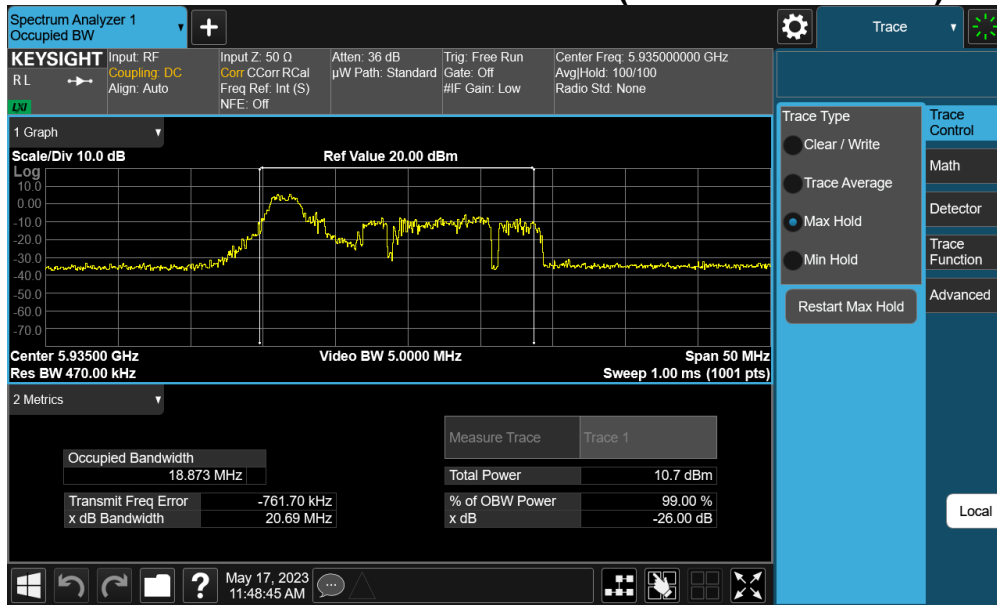 Spectrum Analyzer 1
Occupied BW
+
Trace
KEYSIGHT
R L
LXI
Input: RF
Coupling: DC
Align: Auto
Input Z: 50 Ω
Corr CCorr RCal
Freq Ref: Int (S)
NFE: Off
Atten: 36 dB
µW Path: Standard
Trig: Free Run
Gate: Off
#IF Gain: Low
Center Freq: 5.935000000 GHz
Avg|Hold: 100/100
Radio Std: None
1 Graph
Scale/Div 10.0 dB
Ref Value 20.00 dBm
Log
10.0
0.00
-10.0
-20.0
-30.0
-40.0
-50.0
-60.0
-70.0
Center 5.93500 GHz
Video BW 5.0000 MHz
Span 50 MHz
Res BW 470.00 kHz
Sweep 1.00 ms (1001 pts)
2 Metrics
Measure Trace
Trace 1
Occupied Bandwidth
18.873 MHz
Total Power
10.7 dBm
Transmit Freq Error
-761.70 kHz
% of OBW Power
99.00 %
x dB Bandwidth
20.69 MHz
x dB
-26.00 dB
Trace Type
Clear / Write
Trace Average
Max Hold
Min Hold
Restart Max Hold
Trace
Control
Math
Detector
Trace
Function
Advanced
Local
?
May 17, 2023
11:48:45 AM